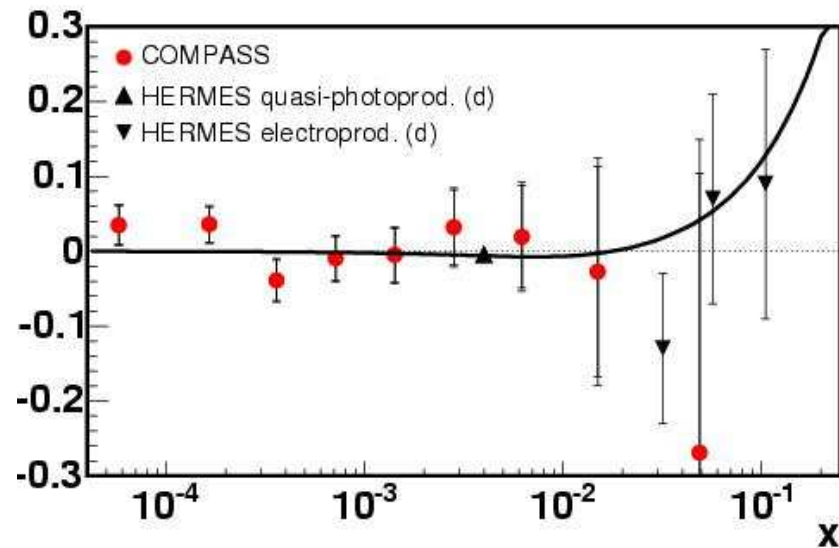 0.3
COMPASS
HERMES quasi-photoprod. (d)
0.2
HERMES electroprod. (d)
0.1
0
-0.1
-0.2
-0.3
10⁻⁴ 10⁻³ 10⁻² 10⁻¹
x